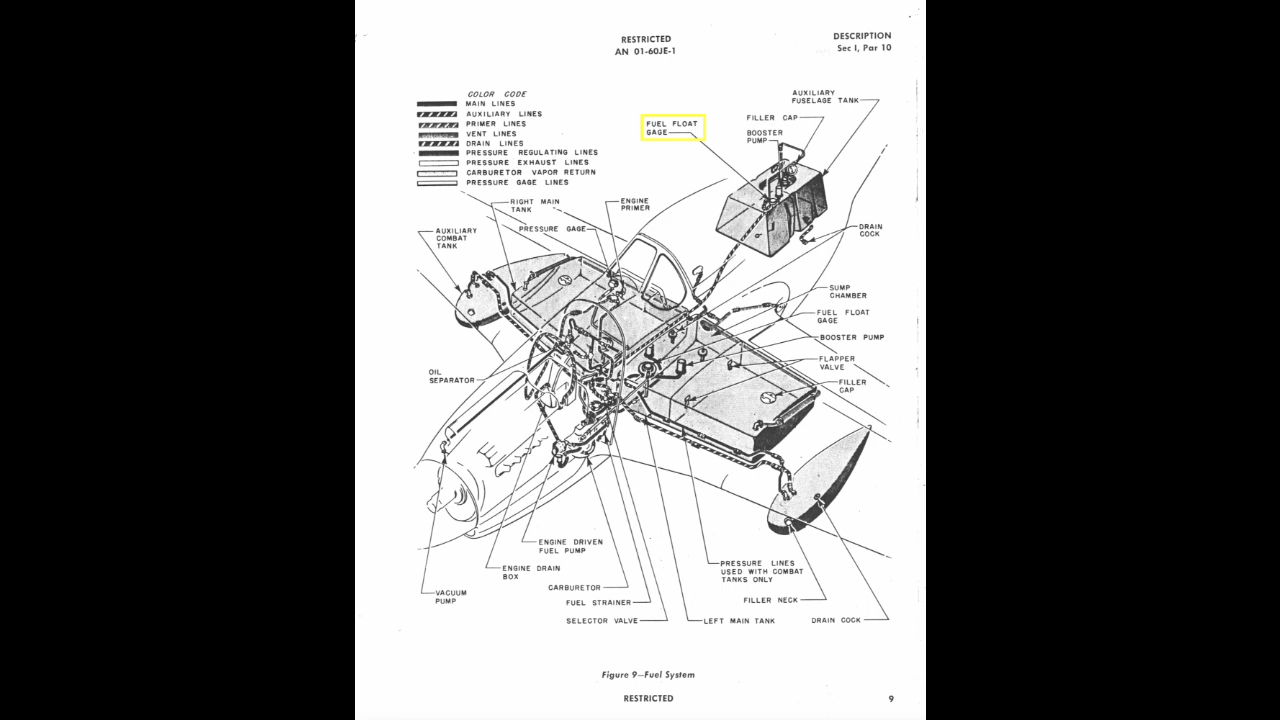 RESTRICTED
AN 01-60JE-1
DESCRIPTION
Sec I, Par 10
COLOR CODE
MAIN LINES
AUXILIARY LINES
PRIMER LINES
VENT LINES
DRAIN LINES
PRESSURE REGULATING LINES
PRESSURE EXHAUST LINES
CARBURETOR VAPOR RETURN
PRESSURE GAGE LINES
AUXILIARY
FUSELAGE TANK
FILLER CAP
FUEL FLOAT
GAGE
BOOSTER
PUMP
RIGHT MAIN
TANK
ENGINE
PRIMER
PRESSURE GAGE
AUXILIARY
COMBAT
TANK
DRAIN
COCK
SUMP
CHAMBER
FUEL FLOAT
GAGE
BOOSTER PUMP
FLAPPER
VALVE
FILLER
CAP
OIL
SEPARATOR
ENGINE DRIVEN
FUEL PUMP
ENGINE DRAIN
BOX
CARBURETOR
VACUUM
PUMP
FUEL STRAINER
SELECTOR VALVE
PRESSURE LINES
USED WITH COMBAT
TANKS ONLY
FILLER NECK
LEFT MAIN TANK
DRAIN COCK
Figure 9—Fuel System
RESTRICTED
9